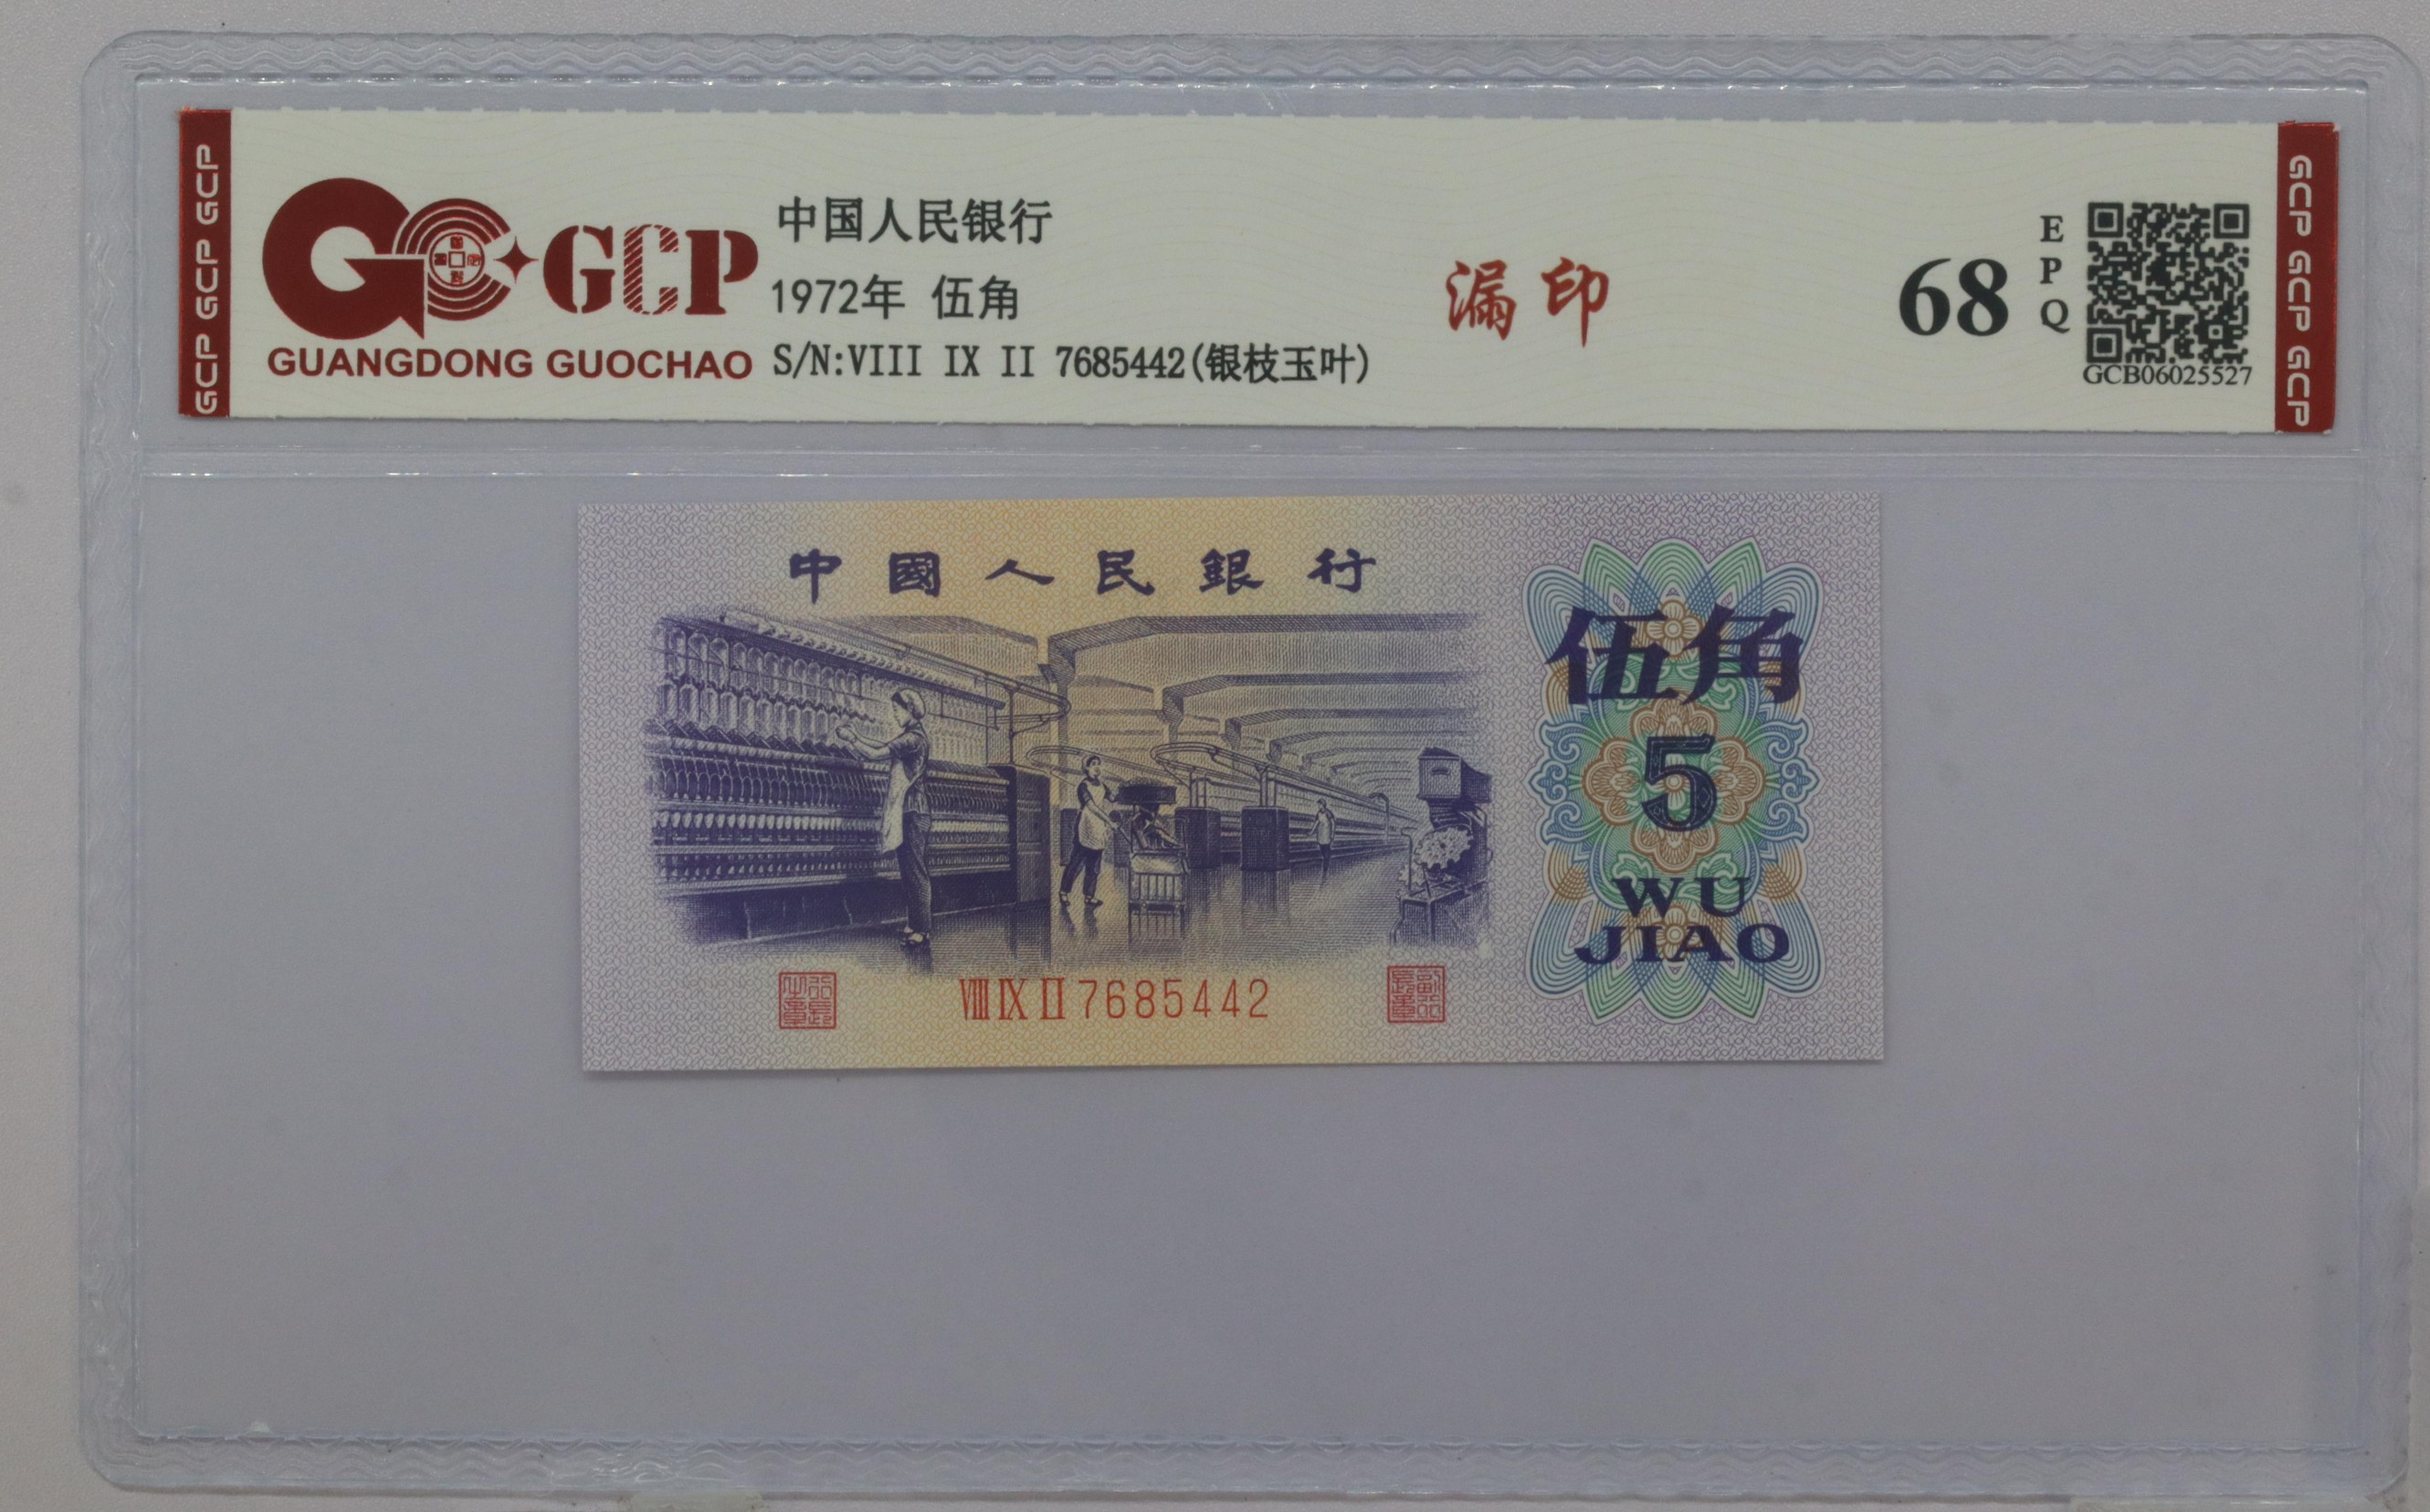 GCP GCP GCP
GCP
GUANGDONG GUOCHAO
中国人民银行
1972年 伍角
S/N:VIII IX II 7685442(银枝玉叶)
漏印
68
EPQ
GCB06025527
GCP GCP GCP
中國人民銀行
伍角
5
WU
JIAO
VIII IX II 7685442